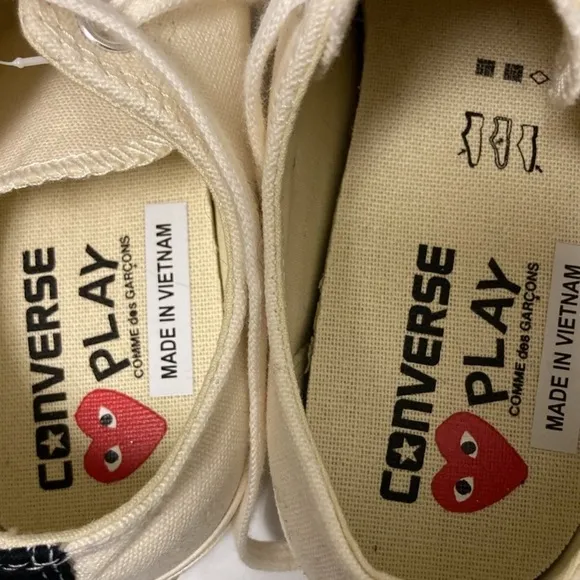 CONVERSE
PLAY
COMME des GARÇONS
MADE IN VIETNAM
CONVERSE
PLAY
COMME des GARÇONS
MADE IN VIETNAM